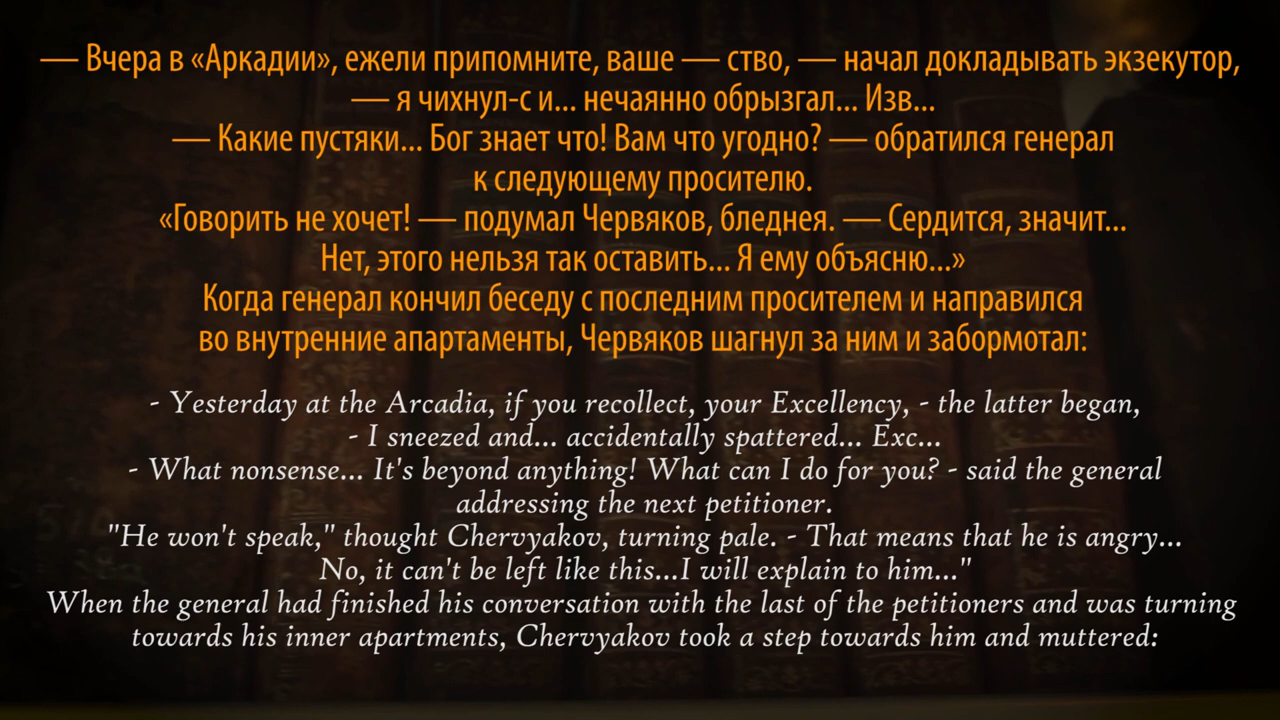 — Вчера в «Аркадии», ежели припомните, ваше — ство, — начал докладывать экзекутор,
— я чихнул-с и... нечаянно обрызгал... Изв...
— Какие пустяки... Бог знает что! Вам что угодно? — обратился генерал
к следующему просителю.
«Говорить не хочет! — подумал Червяков, бледнея. — Сердится, значит...
Нет, этого нельзя так оставить... Я ему объясню...»
Когда генерал кончил беседу с последним просителем и направился
во внутренние апартаменты, Червяков шагнул за ним и забормотал:
- Yesterday at the Arcadia, if you recollect, your Excellency, - the latter began,
- I sneezed and... accidentally spattered... Exc...
- What nonsense... It's beyond anything! What can I do for you? - said the general
addressing the next petitioner.
"He won't speak," thought Chervyakov, turning pale. - That means that he is angry...
No, it can't be left like this...I will explain to him..."
When the general had finished his conversation with the last of the petitioners and was turning
towards his inner apartments, Chervyakov took a step towards him and muttered: